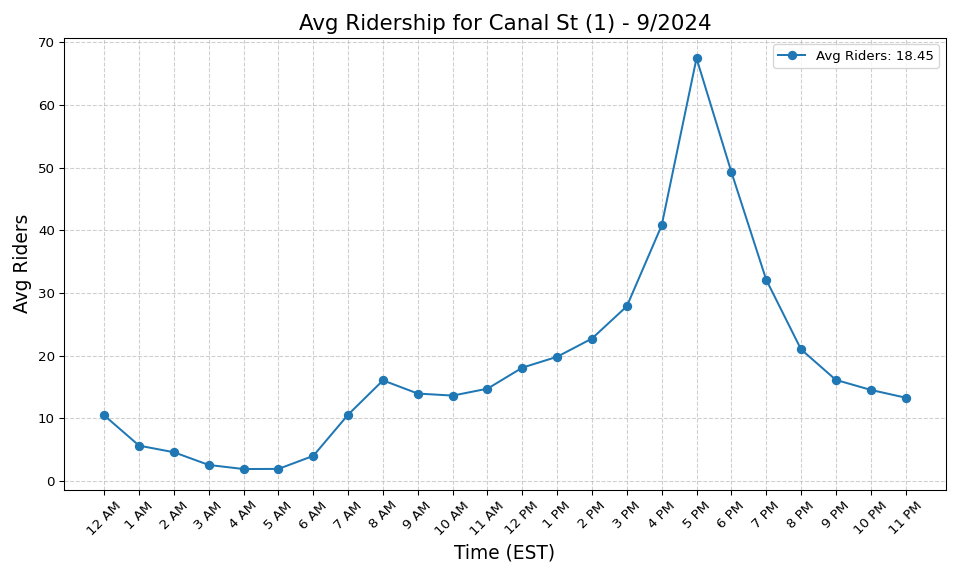 Avg Ridership for Canal St (1) - 9/2024
Avg Riders: 18.45
Avg Riders
70
60
50
40
30
20
10
0
12 AM
1 AM
2 AM
3 AM
4 AM
5 AM
6 AM
7 AM
8 AM
9 AM
10 AM
11 AM
12 PM
1 PM
2 PM
3 PM
4 PM
5 PM
6 PM
7 PM
8 PM
9 PM
10 PM
11 PM
Time (EST)